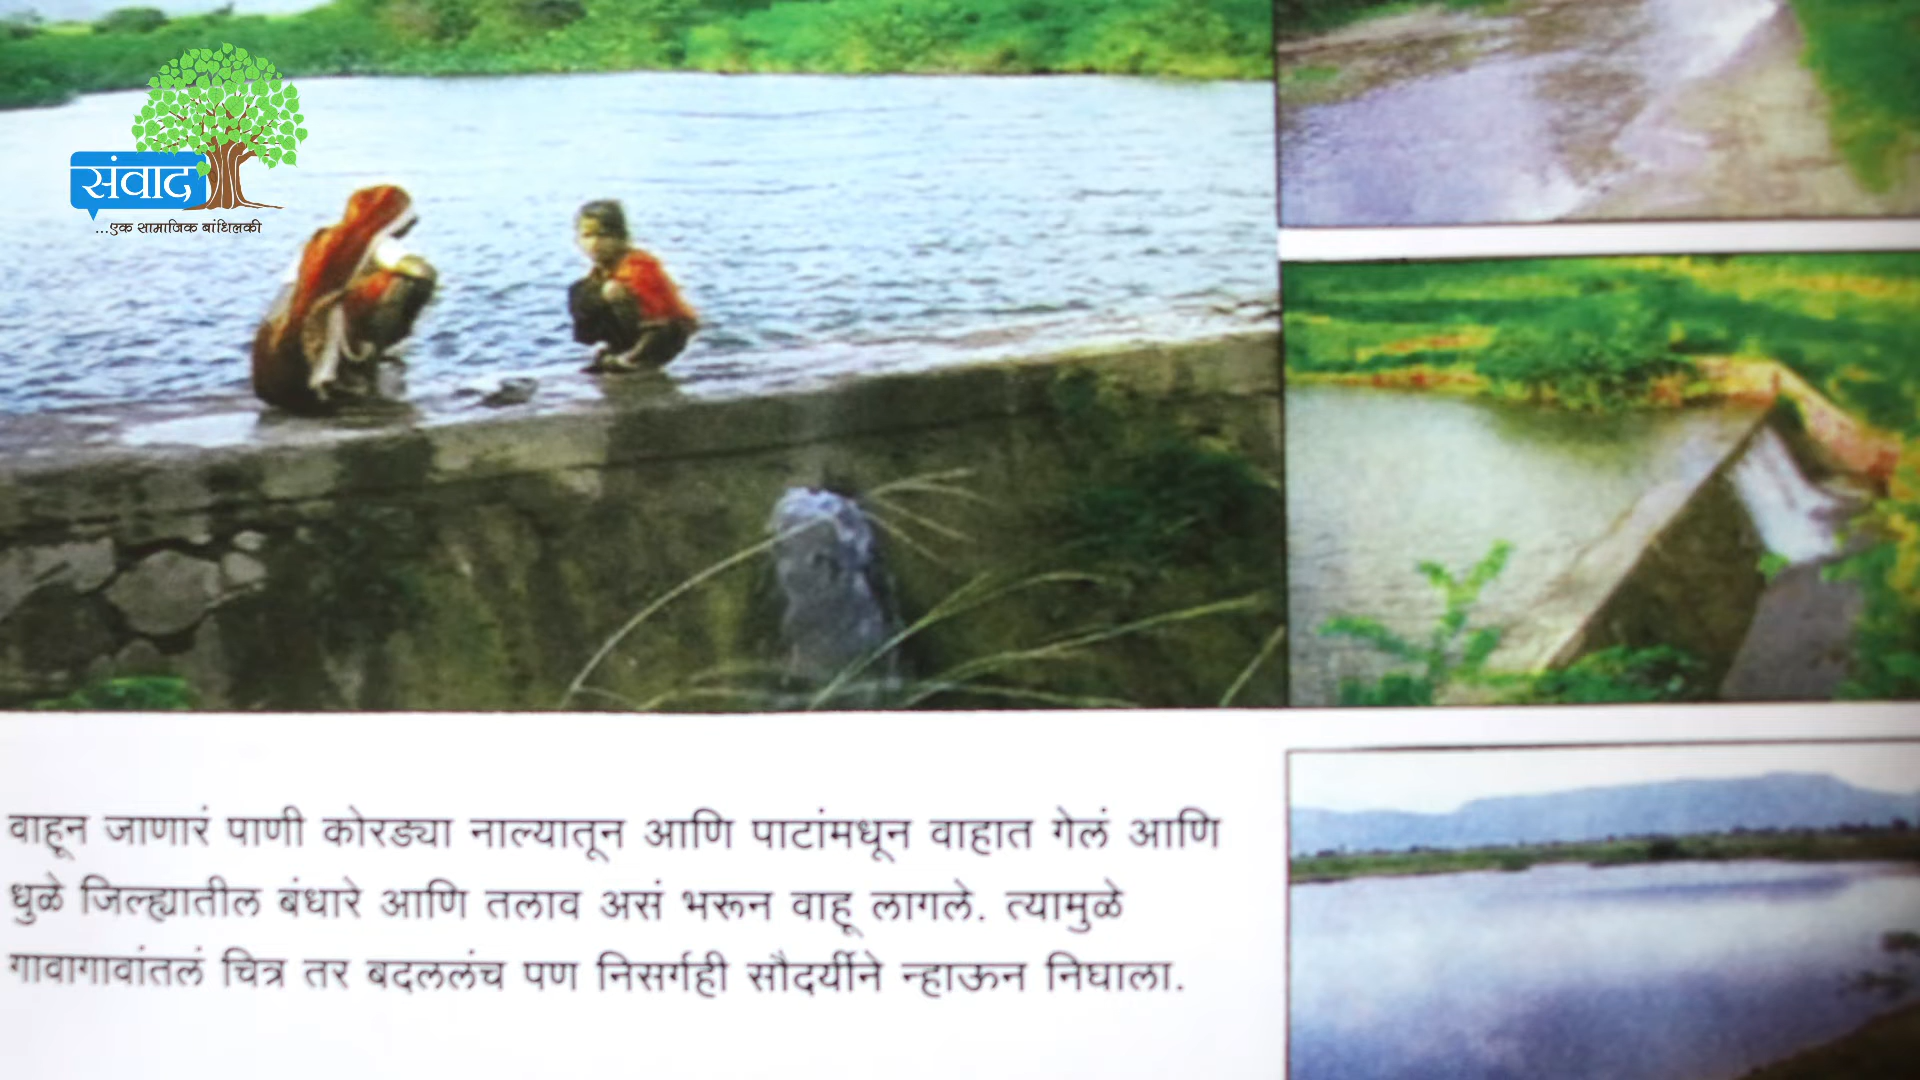 संवाद
...एक सामाजिक बांधिलकी
वाहून जाणारं पाणी कोरड्या नाल्यातून आणि पाटांमधून वाहात गेलं आणि
धुळे जिल्ह्यातील बंधारे आणि तलाव असं भरून वाहू लागले. त्यामुळे
गावागावांतलं चित्र तर बदललंच पण निसर्गही सौदर्यीने न्हाऊन निघाला.